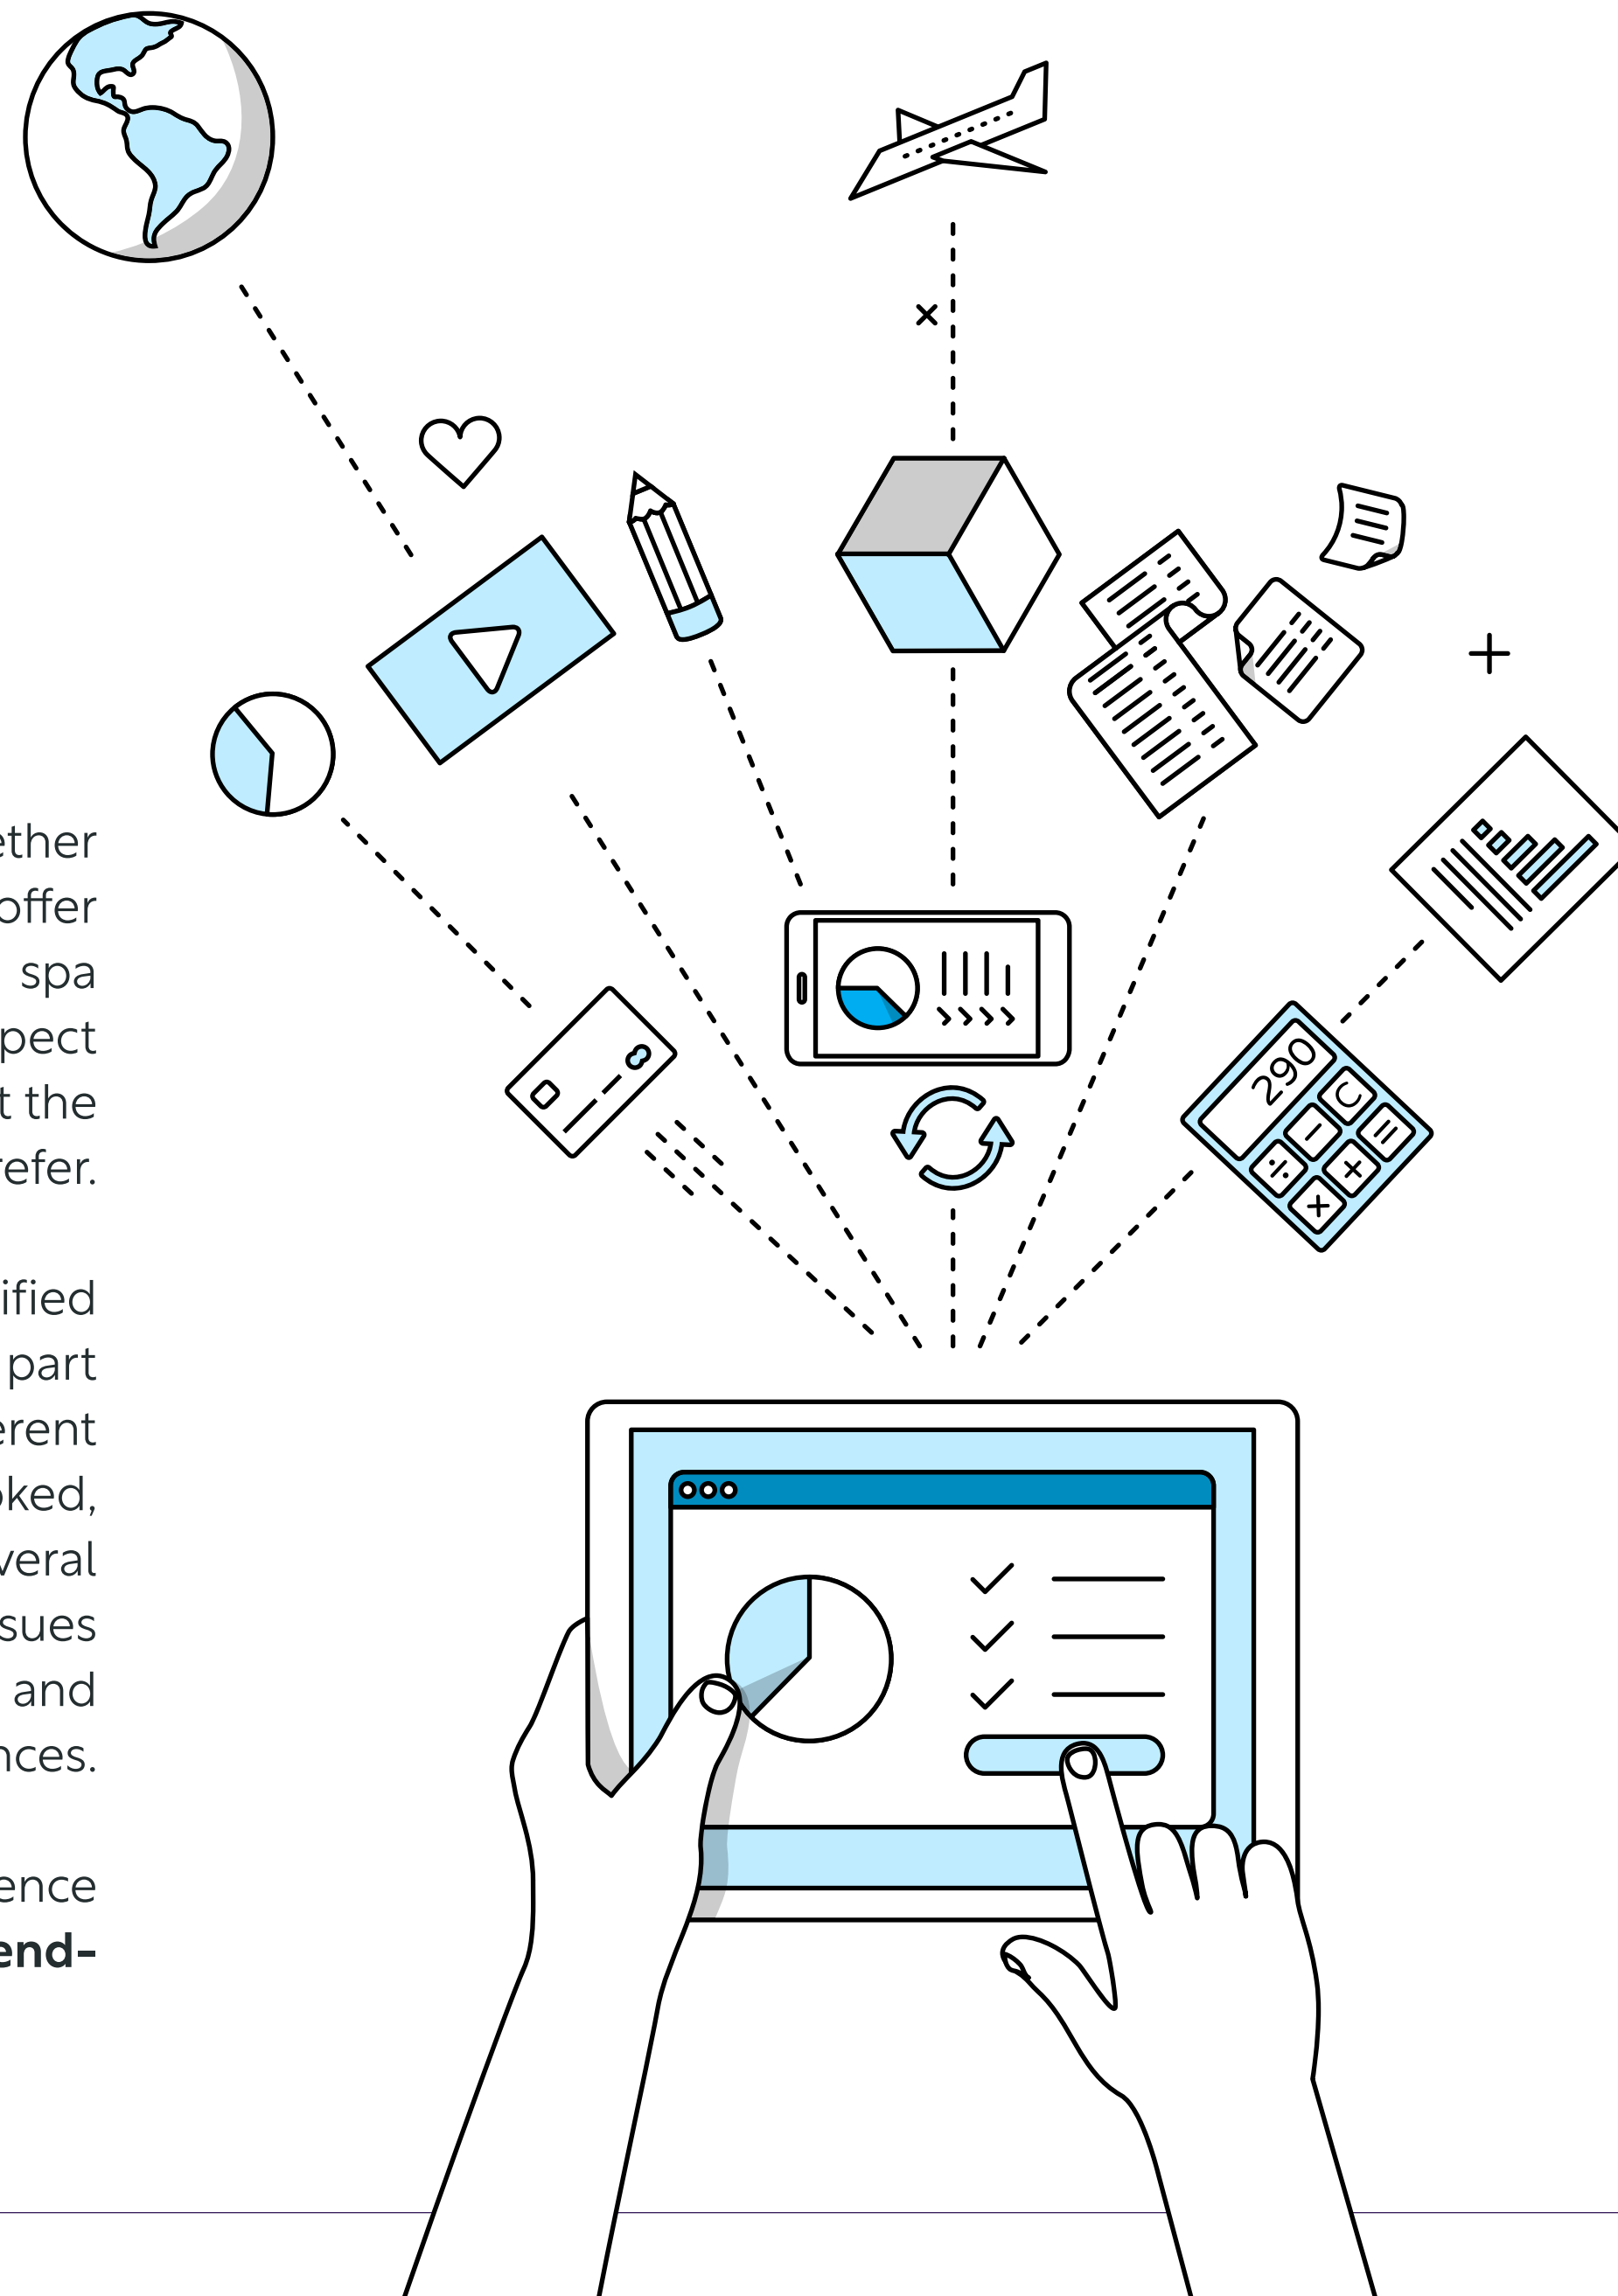 ether
offer
spa
pect
t the
efer.
ified
part
erent
ked,
veral
sues
and
nces.
ence
end-
290
C